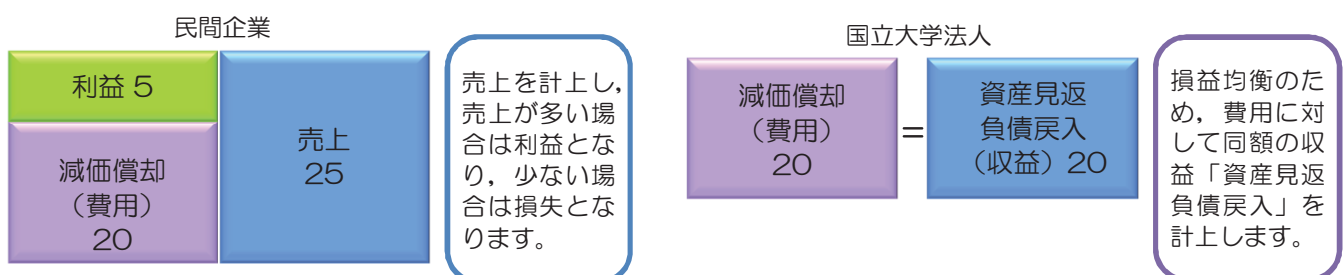 民間企業
利益 5
減価償却
(費用)
20
売上
25
売上を計上し,
売上が多い場
合は利益とな
り,少ない場
合は損失とな
ります。
国立大学法人
減価償却
(費用)
20
=
資産見返
負債戻入
(収益)20
損益均衡のた
め,費用に対
して同額の収
益「資産見返
負債戻入」を
計上します。